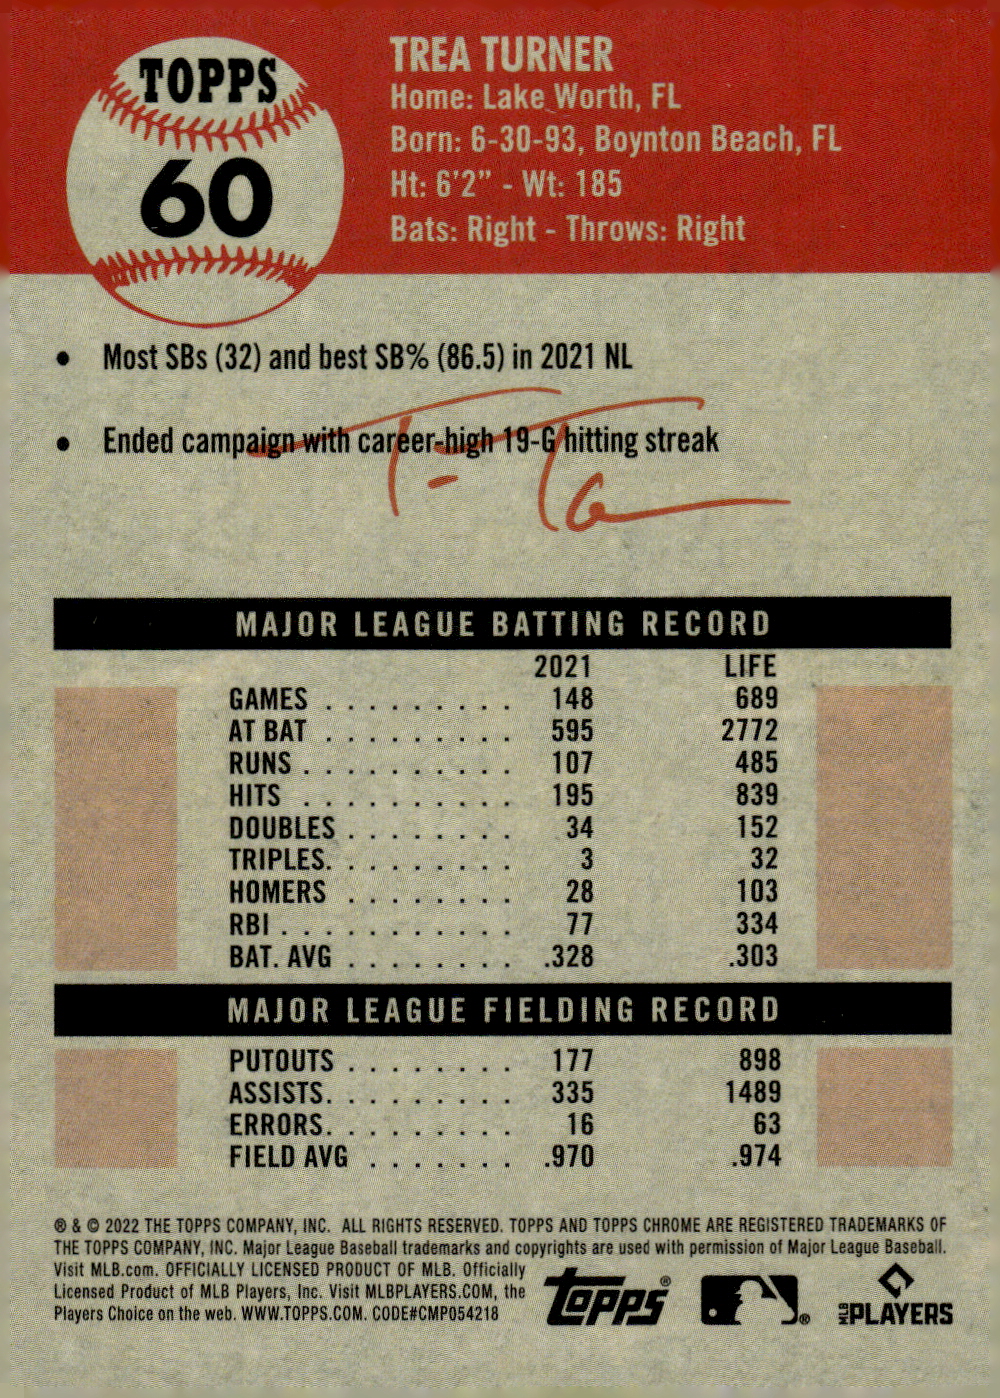 TOPPS
60
TREA TURNER
Home: Lake Worth, FL
Born: 6-30-93, Boynton Beach, FL
Ht: 6'2" - Wt: 185
Bats: Right - Throws: Right
• Most SBs (32) and best SB% (86.5) in 2021 NL
• Ended campaign with career-high 19-G hitting streak
MAJOR LEAGUE BATTING RECORD
2021 LIFE
GAMES . . . . . . . . . 148 689
AT BAT . . . . . . . . . 595 2772
RUNS . . . . . . . . . . 107 485
HITS . . . . . . . . . . 195 839
DOUBLES . . . . . . . . 34 152
TRIPLES. . . . . . . . . 3 32
HOMERS . . . . . . . . 28 103
RBI . . . . . . . . . . . 77 334
BAT. AVG . . . . . . . . .328 .303
MAJOR LEAGUE FIELDING RECORD
PUTOUTS . . . . . . . . 177 898
ASSISTS. . . . . . . . . 335 1489
ERRORS. . . . . . . . . 16 63
FIELD AVG . . . . . . . .970 .974
® & © 2022 THE TOPPS COMPANY, INC. ALL RIGHTS RESERVED. TOPPS AND TOPPS CHROME ARE REGISTERED TRADEMARKS OF
THE TOPPS COMPANY, INC. Major League Baseball trademarks and copyrights are used with permission of Major League Baseball.
Visit MLB.com. OFFICIALLY LICENSED PRODUCT OF MLB. Officially
Licensed Product of MLB Players, Inc. Visit MLBPLAYERS.COM, the
Players Choice on the web. WWW.TOPPS.COM. CODE#CMP054218
Topps®
®
MLB PLAYERS